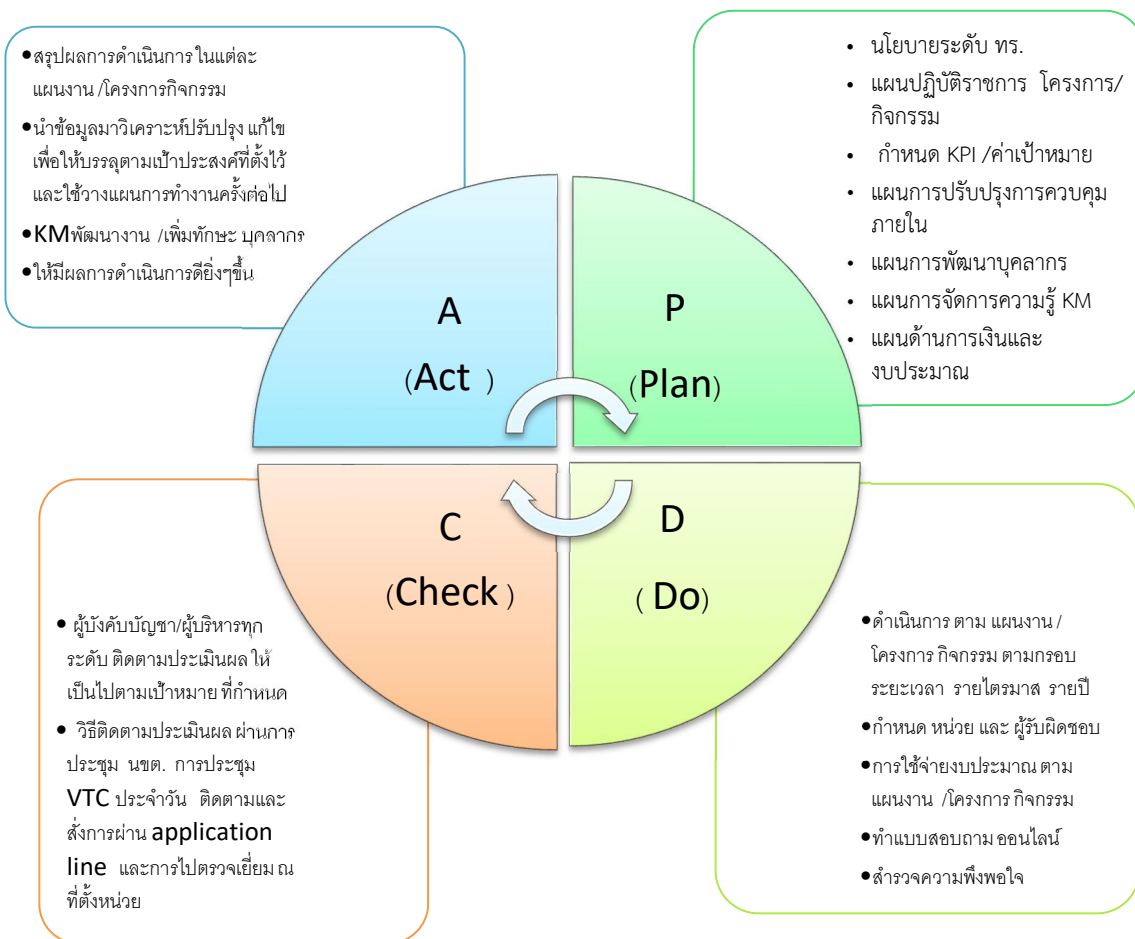 •สรุปผลการดำเนินการ ในแต่ละ
แผนงาน /โครงการกิจกรรม
•นำข้อมูลมาวิเคราะห์ปรับปรุง แก้ไข
เพื่อให้บรรลุตามเป้าประสงค์ที่ตั้งไว้
และใช้วางแผนการทำงานครั้งต่อไป
•KMพัฒนางาน /เพิ่มทักษะ บุคลากร
•ให้มีผลการดำเนินการดียิ่งๆขึ้น
A
(Act )
• นโยบายระดับ ทร.
• แผนปฏิบัติราชการ โครงการ/
กิจกรรม
• กำหนด KPI /ค่าเป้าหมาย
• แผนการปรับปรุงการควบคุม
ภายใน
• แผนการพัฒนาบุคลากร
• แผนการจัดการความรู้ KM
• แผนด้านการเงินและ
งบประมาณ
P
(Plan)
C
(Check )
• ผู้บังคับบัญชา/ผู้บริหารทุก
ระดับ ติดตามประเมินผล ให้
เป็นไปตามเป้าหมาย ที่กำหนด
• วิธีติดตามประเมินผล ผ่านการ
ประชุม นขต. การประชุม
VTC ประจำวัน ติดตามและ
สั่งการผ่าน application
line และการไปตรวจเยี่ยม ณ
ที่ตั้งหน่วย
D
( Do)
•ดำเนินการ ตาม แผนงาน /
โครงการ กิจกรรม ตามกรอบ
ระยะเวลา รายไตรมาส รายปี
•กำหนด หน่วย และ ผู้รับผิดชอบ
•การใช้จ่ายงบประมาณ ตาม
แผนงาน /โครงการ กิจกรรม
•ทำแบบสอบถาม ออนไลน์
•สำรวจความพึงพอใจ